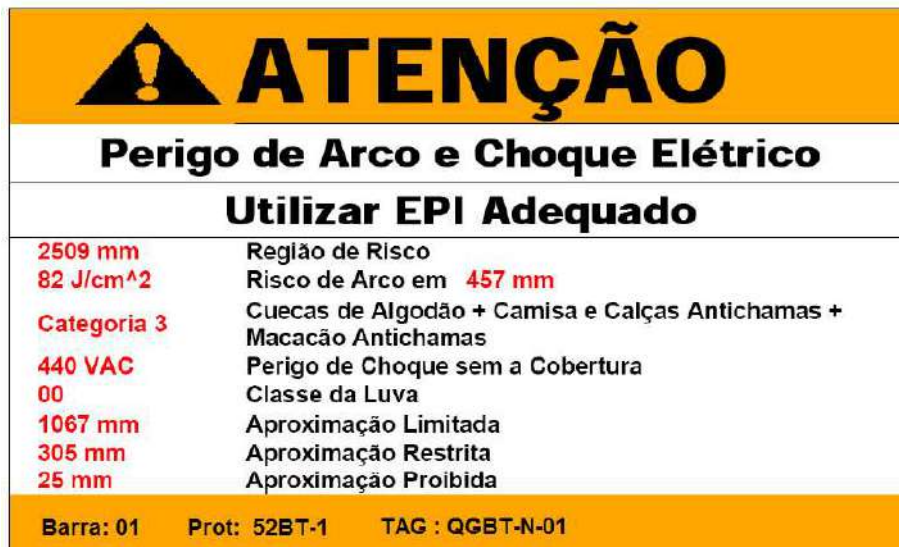 ATENÇÃO
Perigo de Arco e Choque Elétrico
Utilizar EPI Adequado
2509 mm Região de Risco
82 J/cm^2 Risco de Arco em 457 mm
Categoria 3 Cuecas de Algodão + Camisa e Calças Antichamas +
Macacão Antichamas
440 VAC Perigo de Choque sem a Cobertura
00 Classe da Luva
1067 mm Aproximação Limitada
305 mm Aproximação Restrita
25 mm Aproximação Proibida
Barra: 01 Prot: 52BT-1 TAG : QGBT-N-01